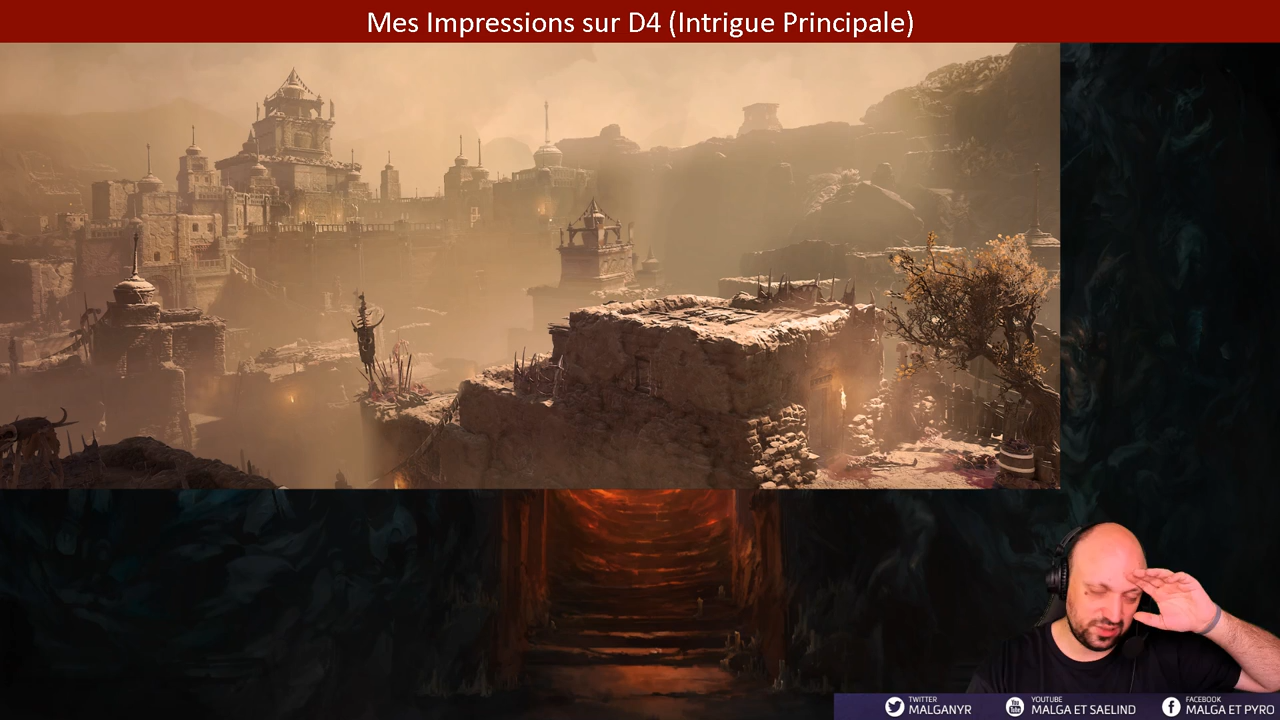 Mes Impressions sur D4 (Intrigue Principale)
TWITTER
MALGANYR
YOUTUBE
MALGA ET SAELIND
FACEBOOK
MALGA ET PYRO